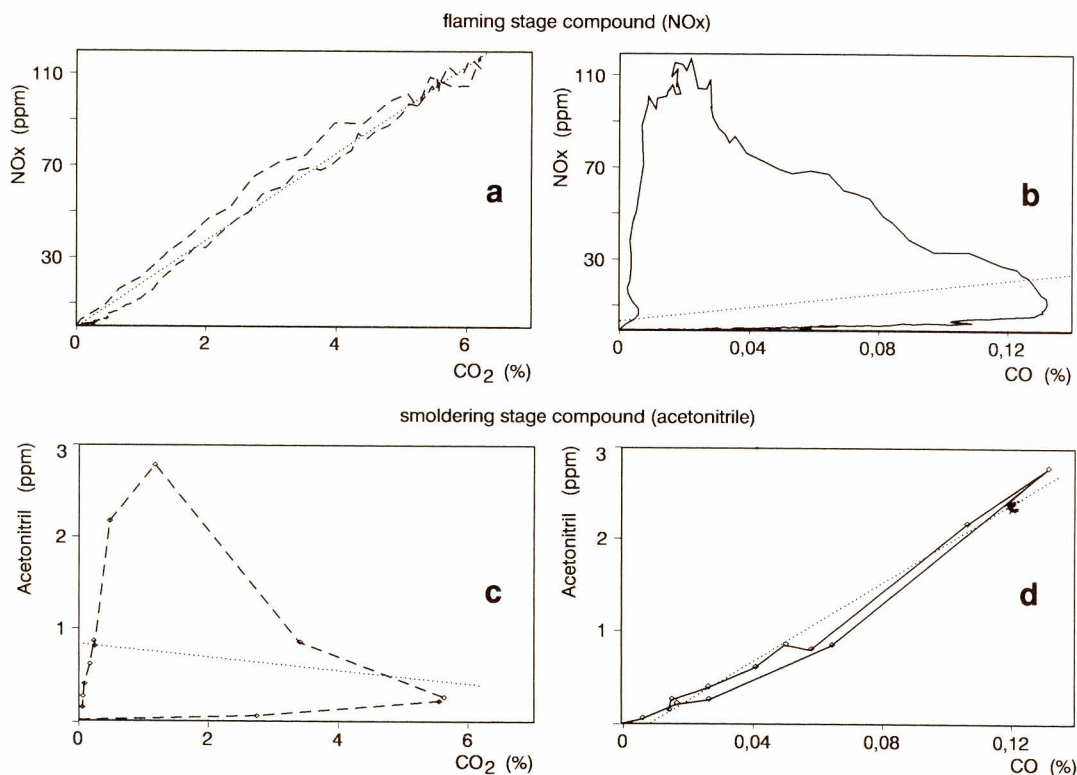 flaming stage compound (NOx)
NOx (ppm)
110
70
30
0
2
4
6
CO2 (%)
a
NOx (ppm)
110
70
30
0
0,04
0,08
0,12
CO (%)
b
smoldering stage compound (acetonitrile)
Acetonitril (ppm)
3
2
1
0
2
4
6
CO2 (%)
c
Acetonitril (ppm)
3
2
1
0
0,04
0,08
0,12
CO (%)
d